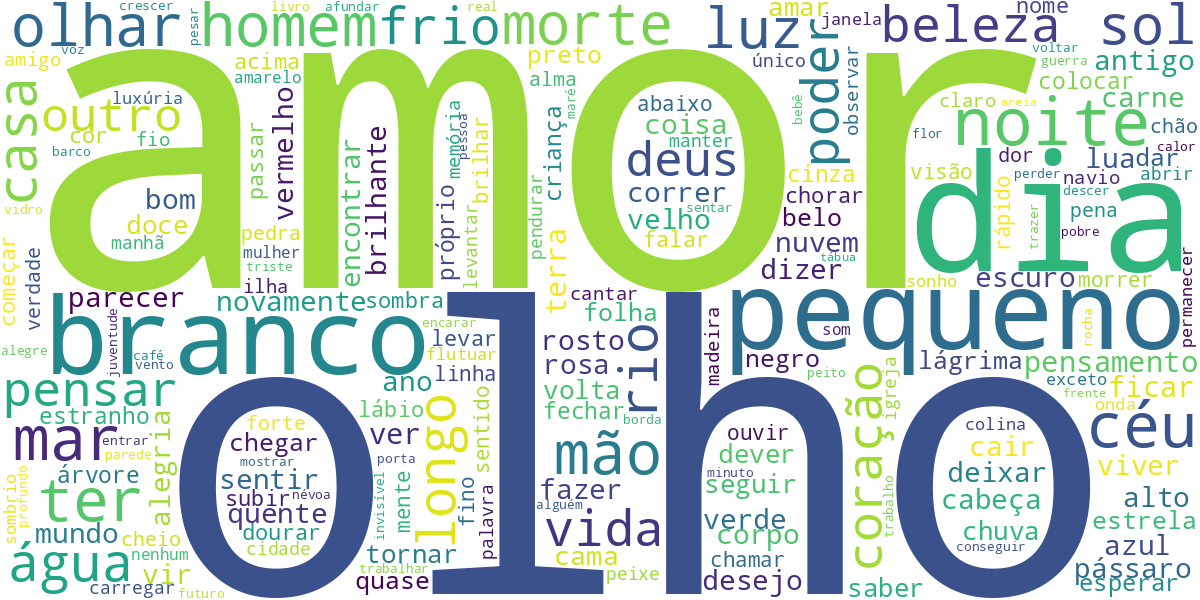 amor
olho
dia
branco
pequeno
olhar
homem
frio
morte
luz
beleza
sol
crescer
livro
afundar
real
amar
nome
janela
voltar
guerra
pesar
voz
amigo
acima
amarelo
preto
alma
único
poder
observar
antigo
colocar
carne
claro
areia
casa
luxúria
outro
cor
fio
barco
passar
vermelho
encontrar
brilhante
memória
pessoa
brilhar
criança
maré
abaixo
coisa
manter
deus
correr
velho
sentar
falar
bebê
cinza
chorar
belo
nuvem
dizer
tábua
flor
noite
chão
calor
dor
luadar
visão
perder
navio
abrir
descer
pena
rápido
trazer
pobre
vidro
bom
doce
manhã
pedra
mulher
triste
ilha
próprio
levantar
pendurar
terra
começar
verdade
parecer
novamente
sombra
cantar
folha
sonho
escuro
morrer
permanecer
encarar
levar
flutuar
linha
rosto
rosa
volta
fechar
borda
rio
madeira
negro
som
peito
lágrima
pensamento
rocha
alegre
juventude
café
vento
pensar
estranho
ano
lábio
longo
sentido
coração
igreja
exceto
frente
ficar
onda
céu
mar
entrar
parede
alegria
forte
chegar
mostrar
sentir
subir
névoa
quente
dourar
cidade
ver
porta
invisível
mente
fino
palavra
mão
fazer
alguém
vida
ouvir
dever
minuto
seguir
verde
corpo
chamar
desejo
colina
cair
deixar
cabeça
chuva
conseguir
viver
alto
estrela
azul
pássaro
esperar
sombrio
profundo
árvore
ter
mundo
cheio
nenhum
água
vir
carregar
futuro
tornar
trabalhar
quase
cama
peixe
saber
trabalho